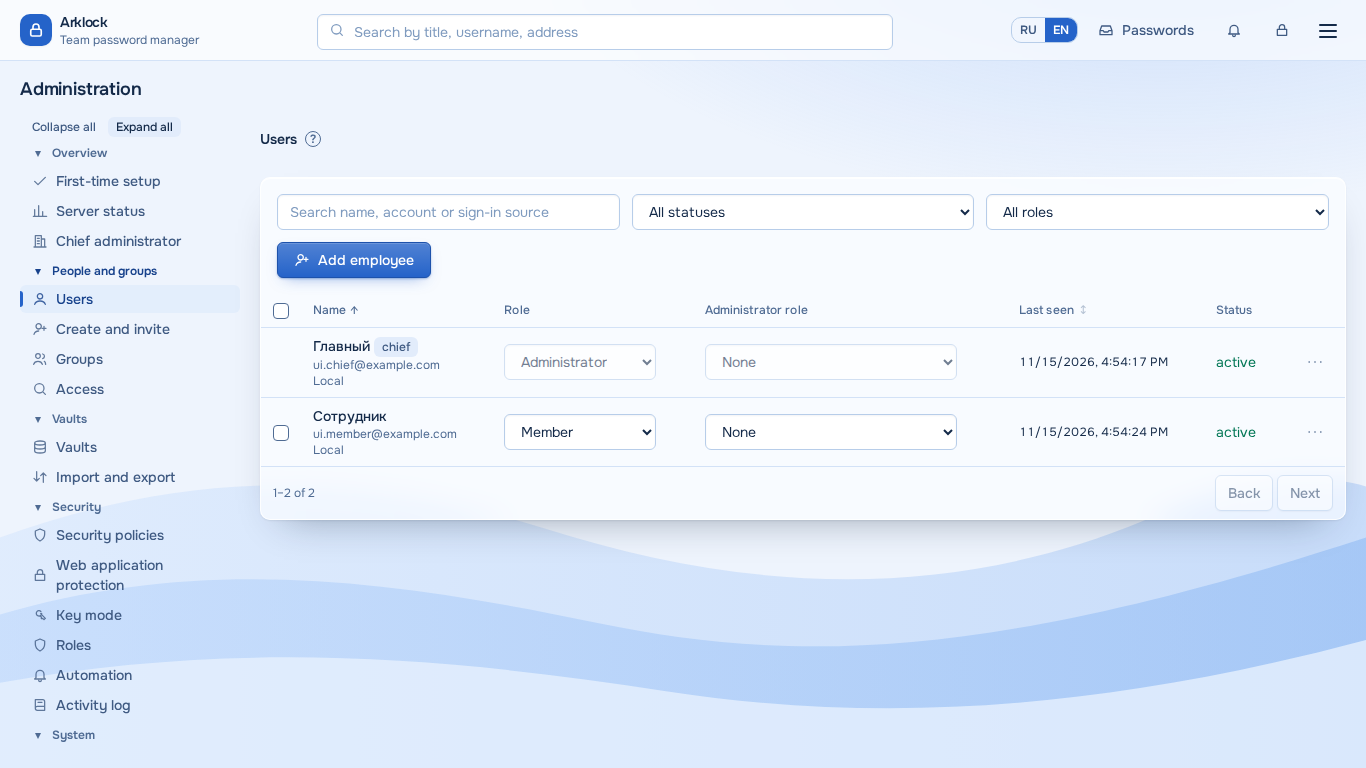 Arklock
Team password manager
Search by title, username, address
RU EN
Passwords
Administration
Collapse all
Expand all
Overview
First-time setup
Server status
Chief administrator
People and groups
Users
Create and invite
Groups
Access
Vaults
Vaults
Import and export
Security
Security policies
Web application
protection
Key mode
Roles
Automation
Activity log
System
Users ?
Search name, account or sign-in source
All statuses
All roles
Add employee
Name ↑ Role Administrator role Last seen ↕ Status
Главный chief
ui.chief@example.com
Local
Administrator None 11/15/2026, 4:54:17 PM active ···
Сотрудник
ui.member@example.com
Local
Member None 11/15/2026, 4:54:24 PM active ···
1–2 of 2
Back Next